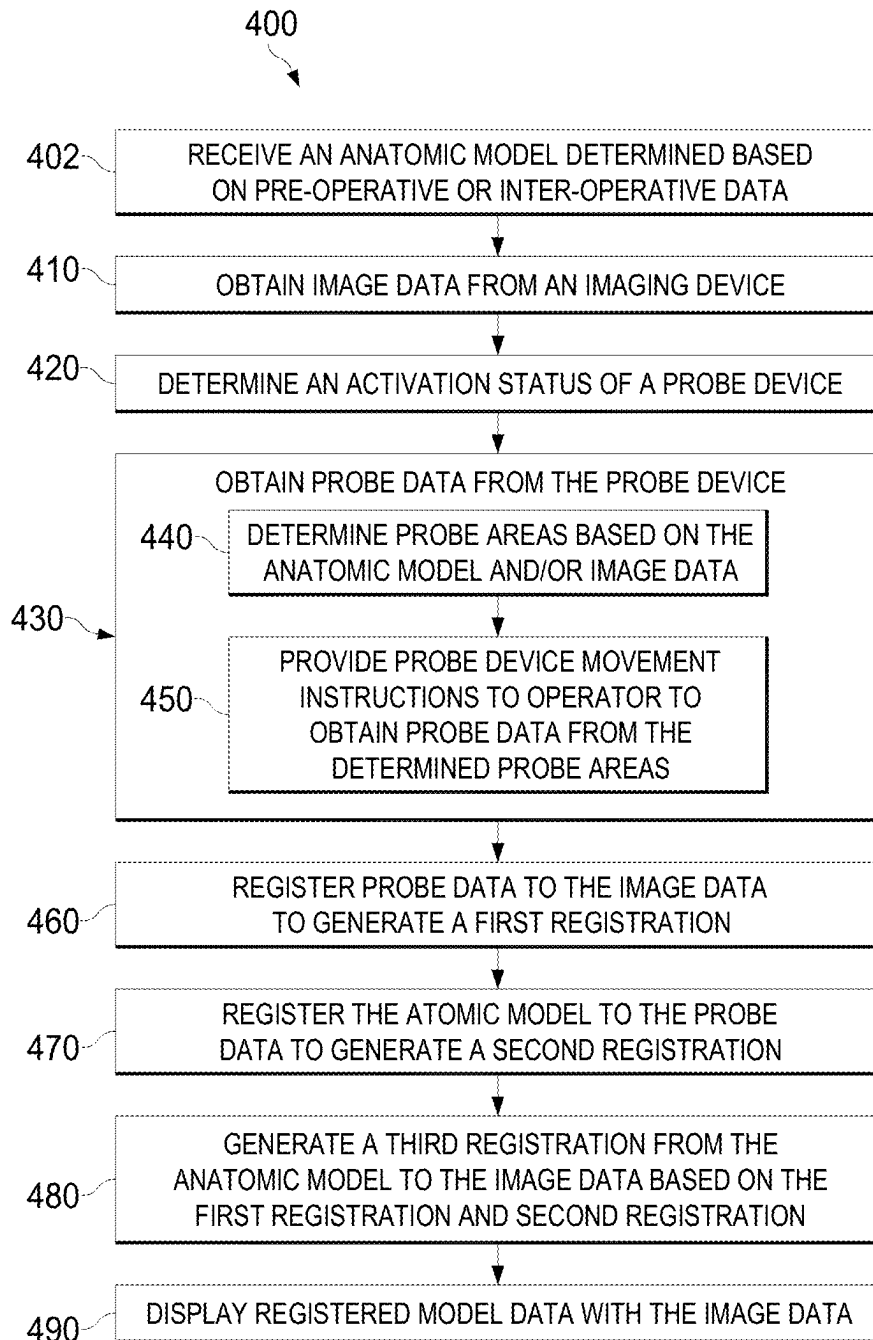 400
402
RECEIVE AN ANATOMIC MODEL DETERMINED BASED
ON PRE-OPERATIVE OR INTER-OPERATIVE DATA
410
OBTAIN IMAGE DATA FROM AN IMAGING DEVICE
420
DETERMINE AN ACTIVATION STATUS OF A PROBE DEVICE
430
OBTAIN PROBE DATA FROM THE PROBE DEVICE
440
DETERMINE PROBE AREAS BASED ON THE
ANATOMIC MODEL AND/OR IMAGE DATA
450
PROVIDE PROBE DEVICE MOVEMENT
INSTRUCTIONS TO OPERATOR TO
OBTAIN PROBE DATA FROM THE
DETERMINED PROBE AREAS
460
REGISTER PROBE DATA TO THE IMAGE DATA
TO GENERATE A FIRST REGISTRATION
470
REGISTER THE ATOMIC MODEL TO THE PROBE
DATA TO GENERATE A SECOND REGISTRATION
480
GENERATE A THIRD REGISTRATION FROM THE
ANATOMIC MODEL TO THE IMAGE DATA BASED ON THE
FIRST REGISTRATION AND SECOND REGISTRATION
490
DISPLAY REGISTERED MODEL DATA WITH THE IMAGE DATA